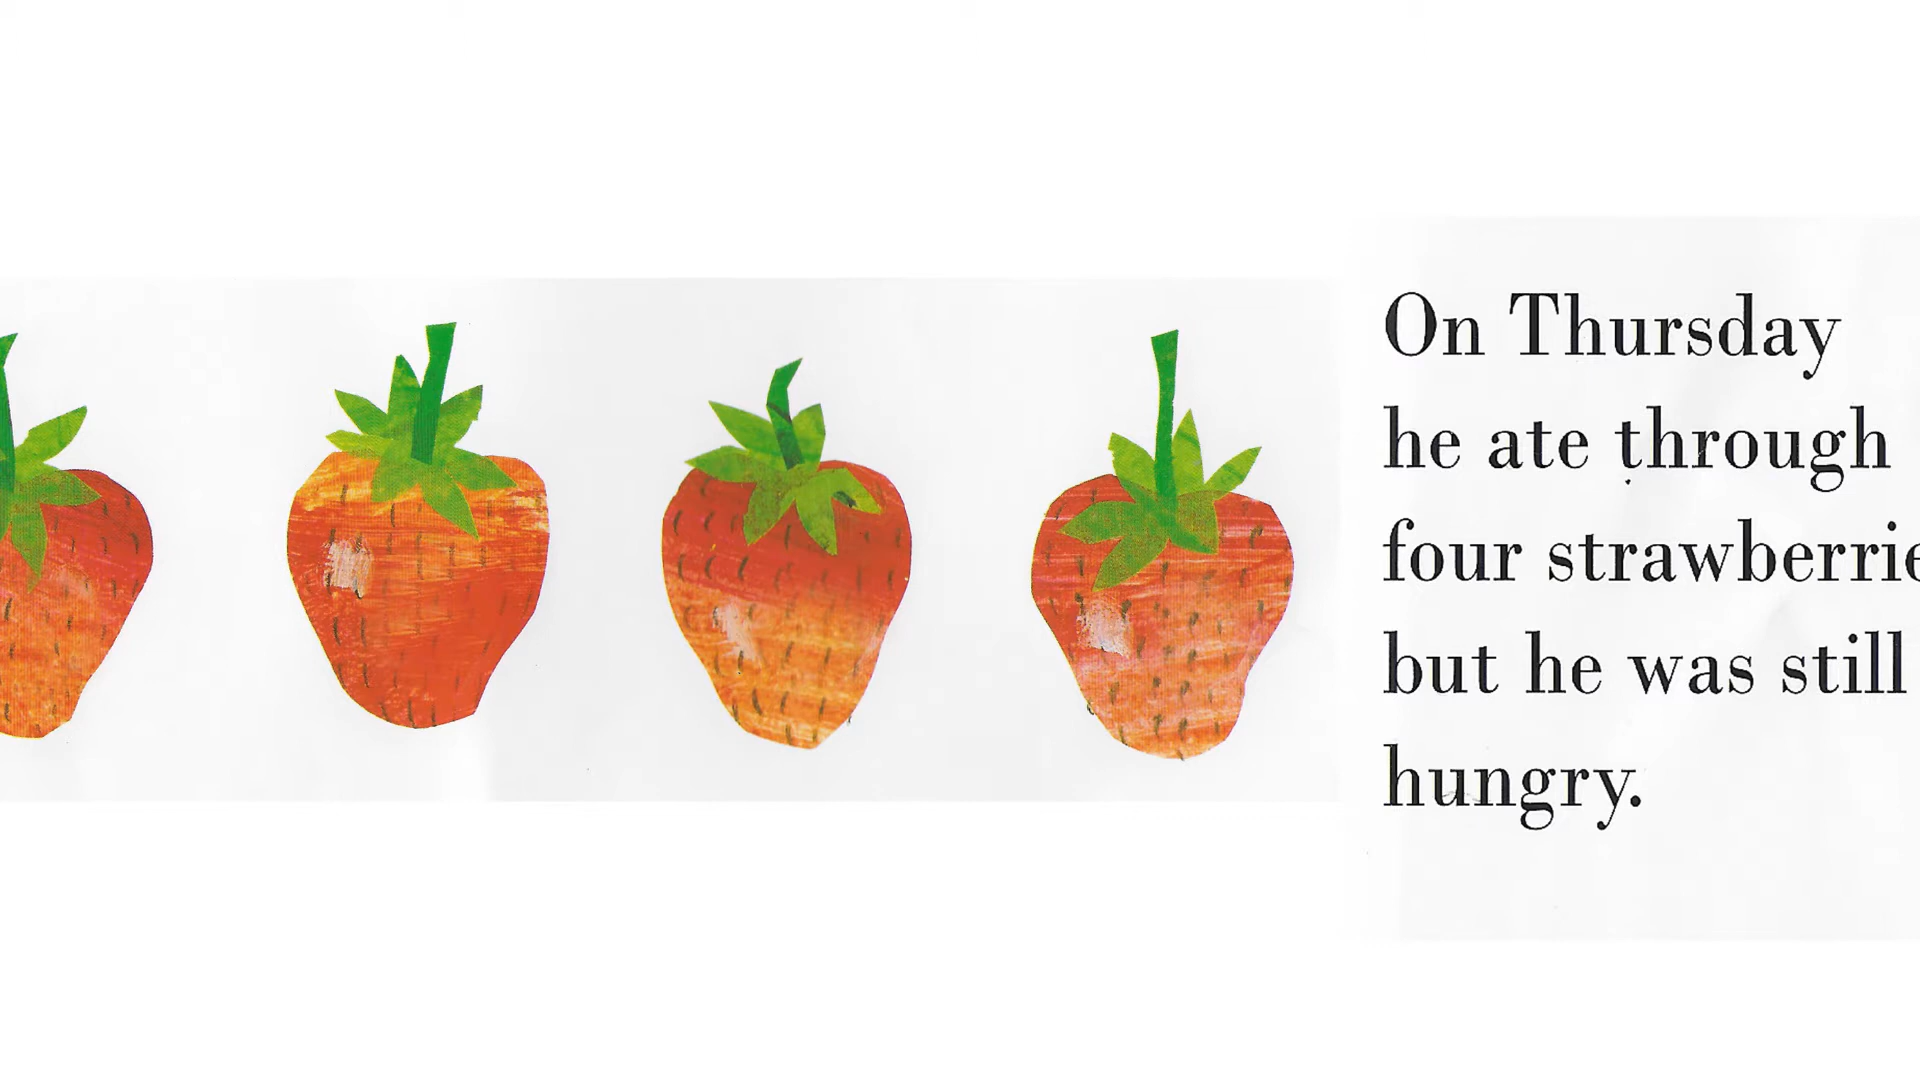 On Thursday
he ate through
four strawberrie
but he was still
hungry.